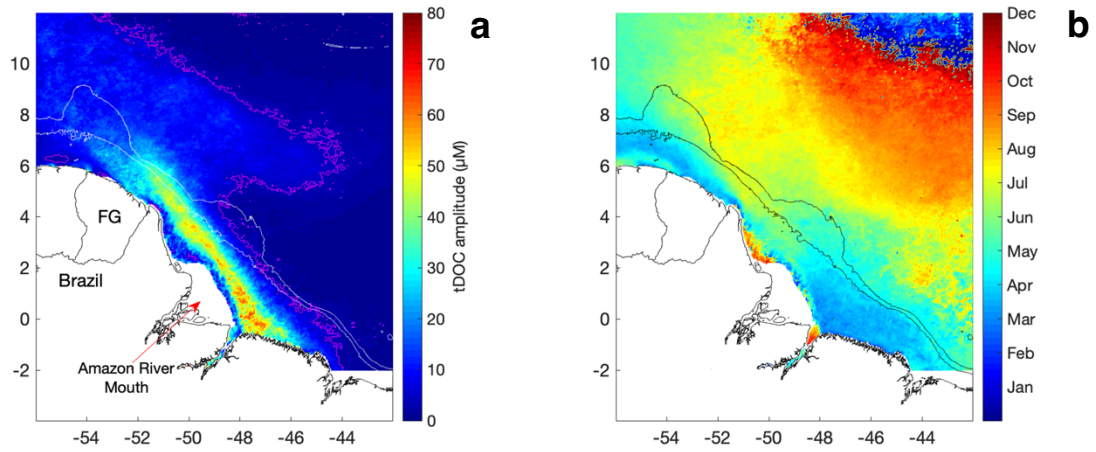 a
80
70
60
50
40
30
20
10
0
tDOC amplitude (µM)
10
8
6
4
2
0
-2
FG
Brazil
Amazon River
Mouth
-54
-52
-50
-48
-46
-44
b
Dec
Nov
Oct
Sep
Aug
Jul
Jun
May
Apr
Mar
Feb
Jan
10
8
6
4
2
0
-2
-54
-52
-50
-48
-46
-44